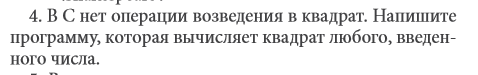 4. В С нет операции возведения в квадрат. Напишите
программу, которая вычисляет квадрат любого, введен-
ного числа.